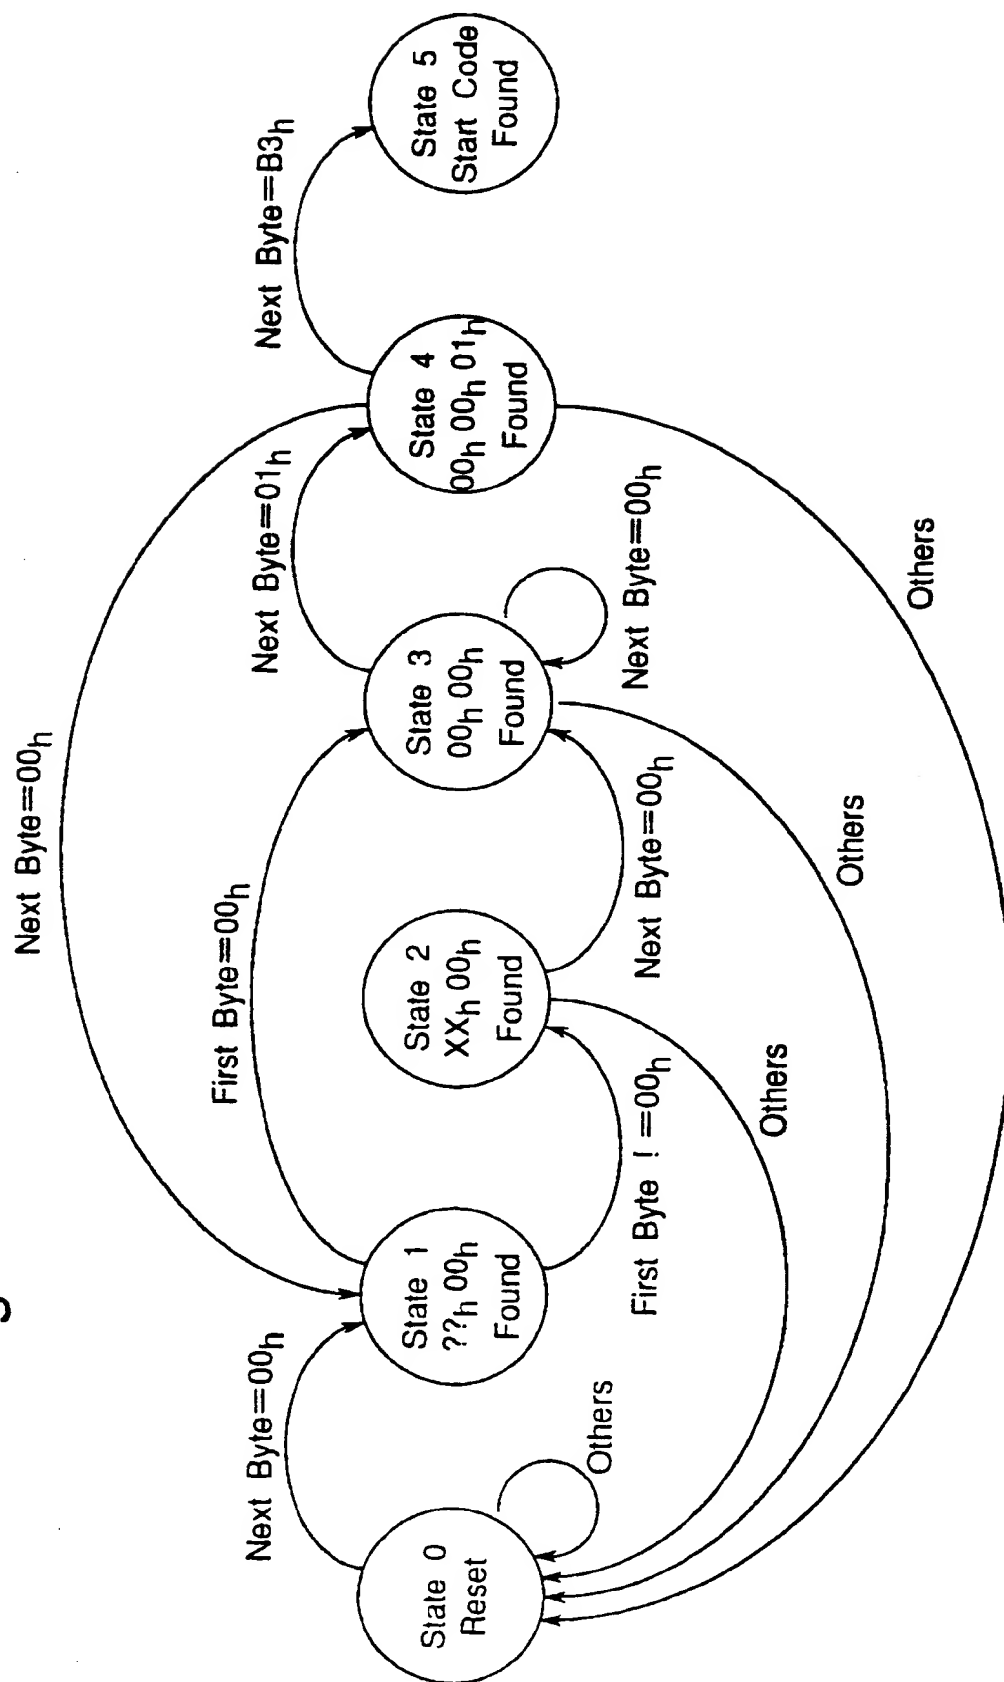 Next Byte=00h
First Byte=00h
Next Byte=00h
Next Byte=01h
Next Byte=B3h
State 0
Reset
State 1
??h 00h
Found
State 2
XXh 00h
Found
State 3
00h 00h
Found
State 4
00h 00h 01h
Found
State 5
Start Code
Found
Others
First Byte !=00h
Next Byte=00h
Next Byte=00h
Others
Others
Others